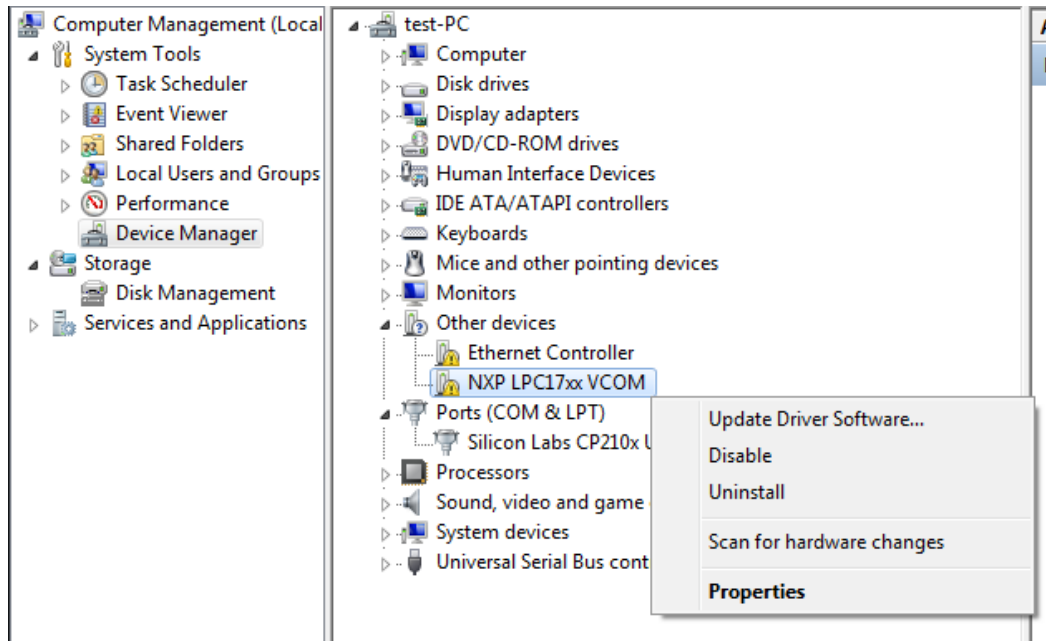 Computer Management (Local
System Tools
Task Scheduler
Event Viewer
Shared Folders
Local Users and Groups
Performance
Device Manager
Storage
Disk Management
Services and Applications
test-PC
Computer
Disk drives
Display adapters
DVD/CD-ROM drives
Human Interface Devices
IDE ATA/ATAPI controllers
Keyboards
Mice and other pointing devices
Monitors
Other devices
Ethernet Controller
NXP LPC17xx VCOM
Ports (COM & LPT)
Silicon Labs CP210x
Processors
Sound, video and game
System devices
Universal Serial Bus cont
Update Driver Software...
Disable
Uninstall
Scan for hardware changes
Properties